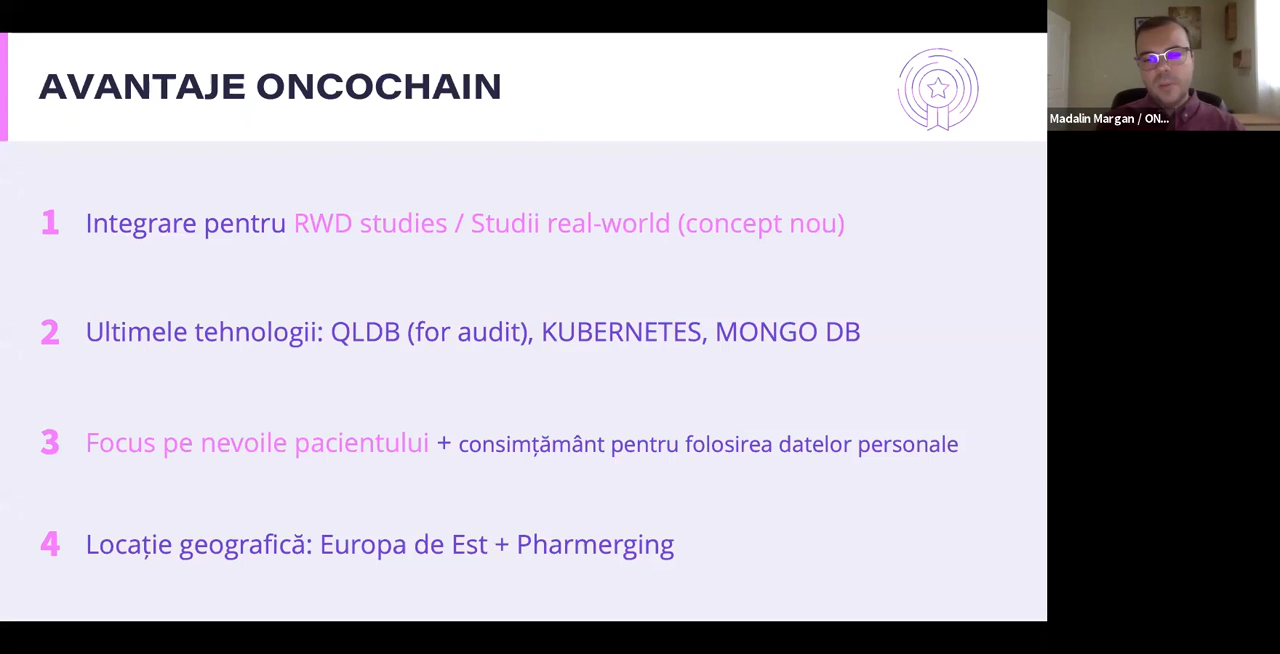 AVANTAJE ONCOCHAIN
Madalin Margan / ON...
1 Integrare pentru RWD studies / Studii real-world (concept nou)
2 Ultimele tehnologii: QLDB (for audit), KUBERNETES, MONGO DB
3 Focus pe nevoile pacientului + consimțământ pentru folosirea datelor personale
4 Locație geografică: Europa de Est + Pharmerging